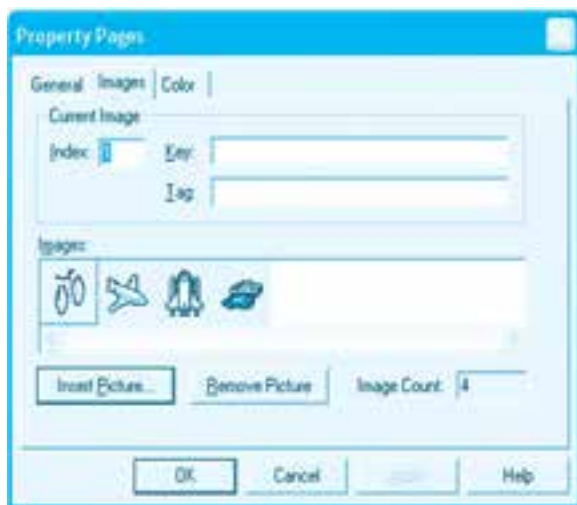 Property Pages
General Images Color
Current Image
Index: 1 Key:
Tag:
Images:
Insert Picture... Remove Picture Image Count: 4
OK Cancel Help